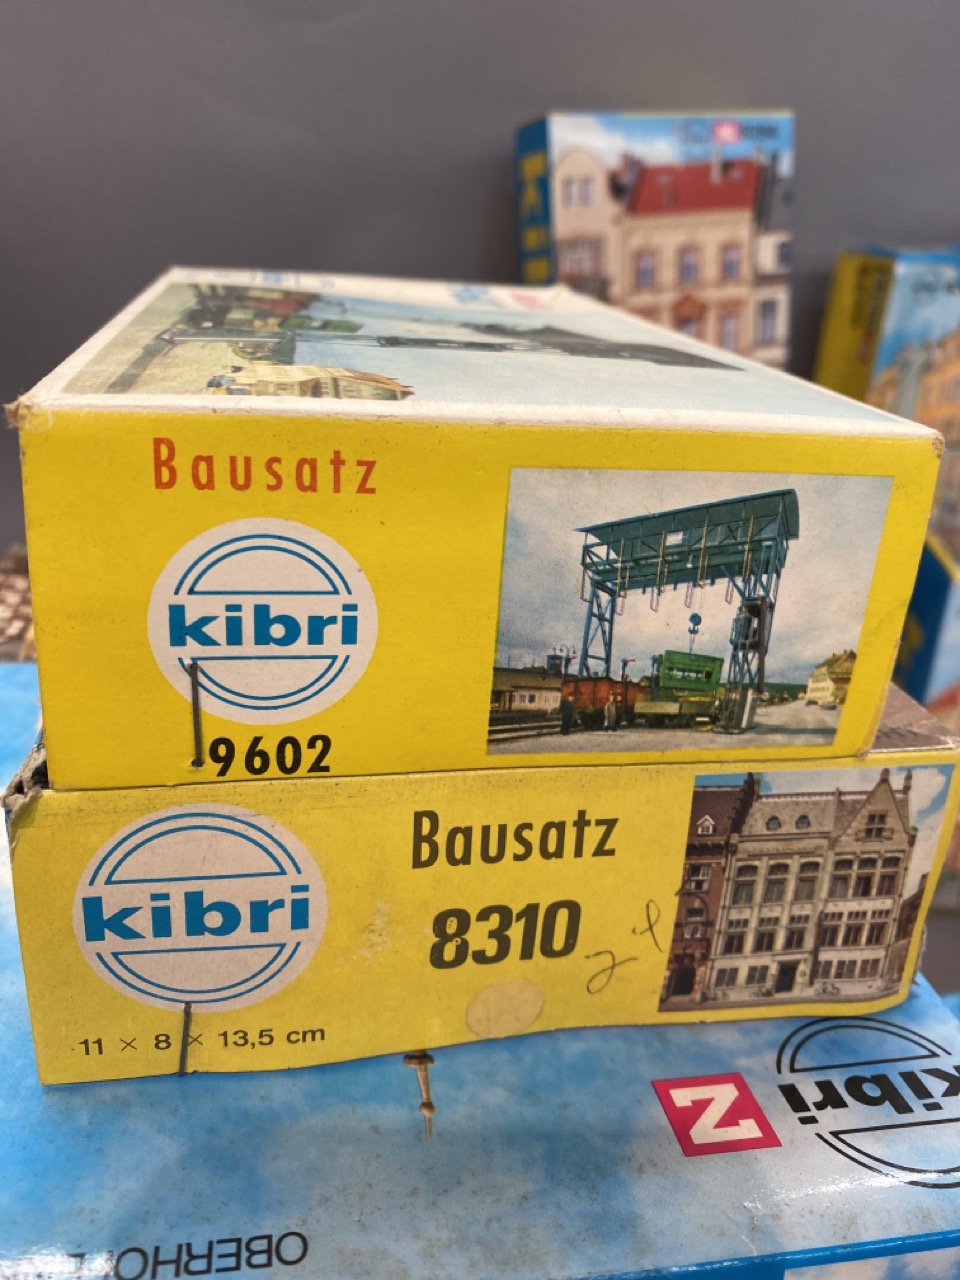 Bausatz
kibri
9602
kibri
Bausatz
8310
11 × 8 × 13,5 cm
Z
kibri
OBERHO